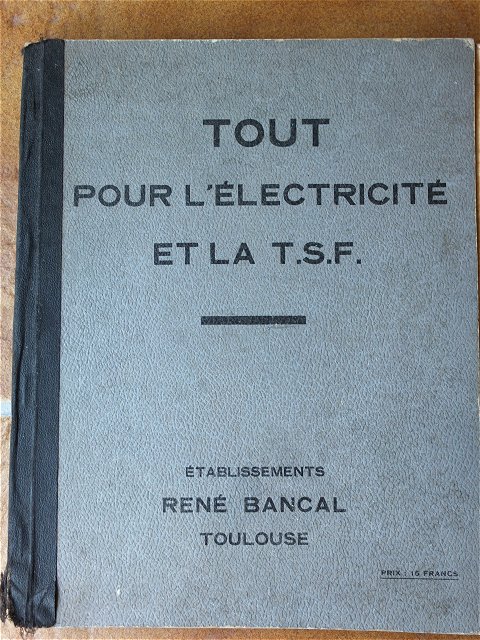 TOUT
POUR L'ÉLECTRICITÉ
ET LA T.S.F.
ÉTABLISSEMENTS
RENÉ BANCAL
TOULOUSE
PRIX : 15 FRANCS